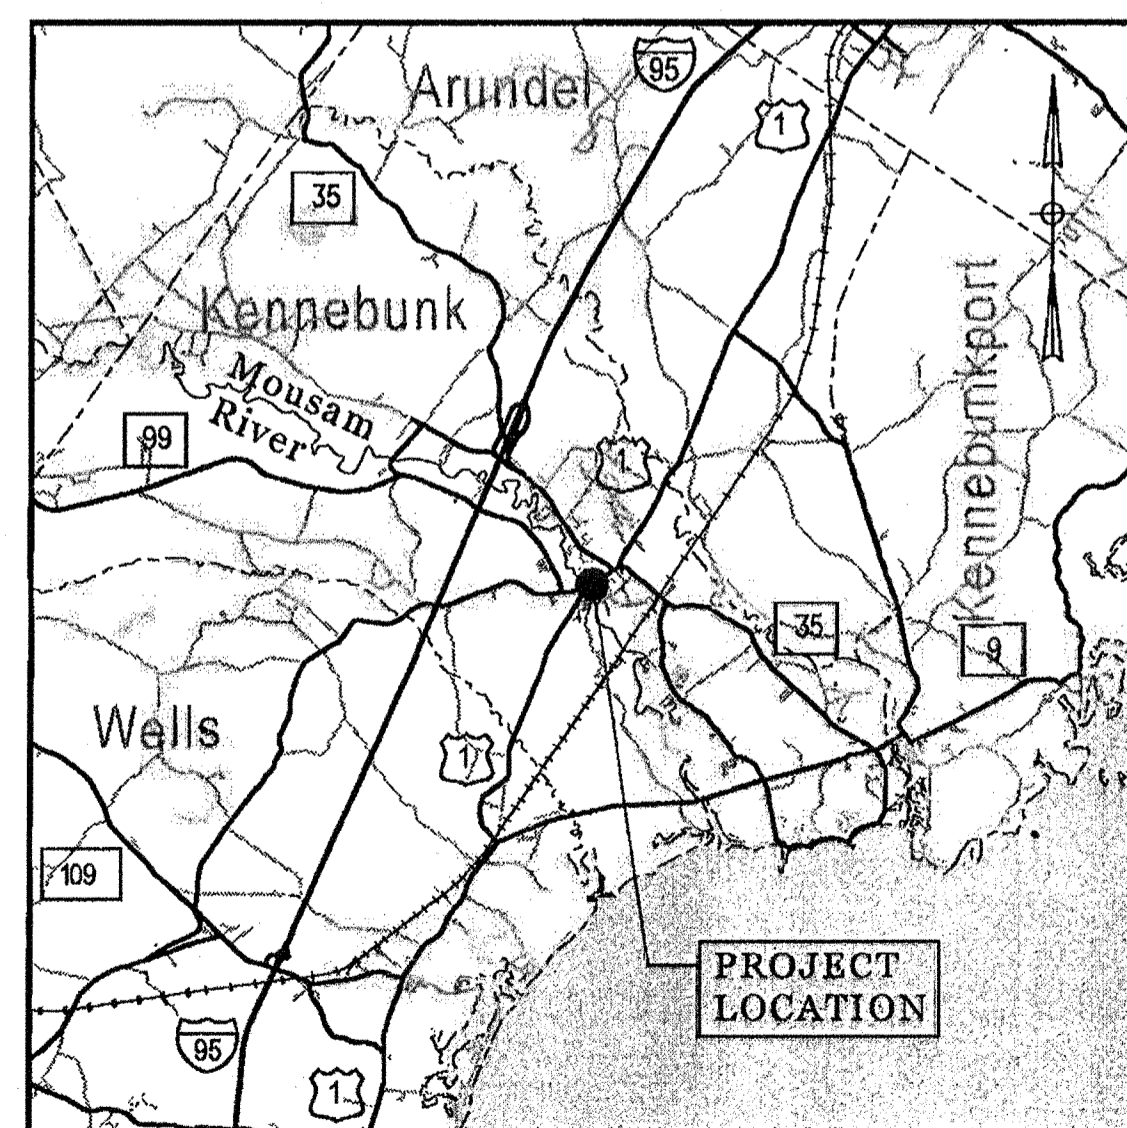 Arundel
95
1
35
Kennebunk
Mousam
River
99
1
Kennebunkport
35
9
Wells
1
109
PROJECT
LOCATION
95
1